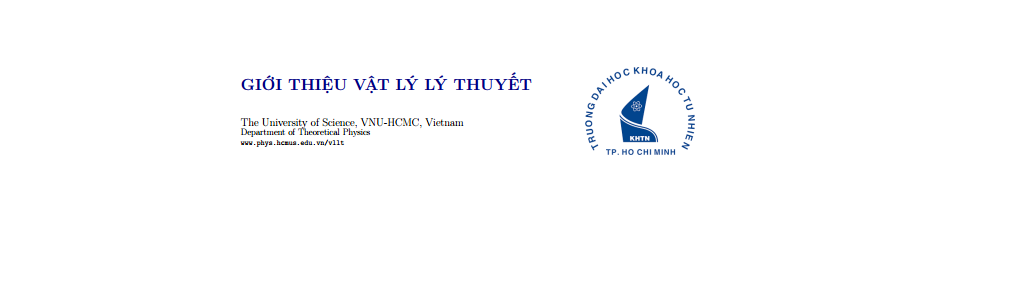 GIỚI THIỆU VẬT LÝ LÝ THUYẾT
The University of Science, VNU-HCMC, Vietnam
Department of Theoretical Physics
www.phys.hcmus.edu.vn/vllt
TRUONG DAI HOC KHOA HOC TU NHIEN
KHTN
TP. HO CHI MINH